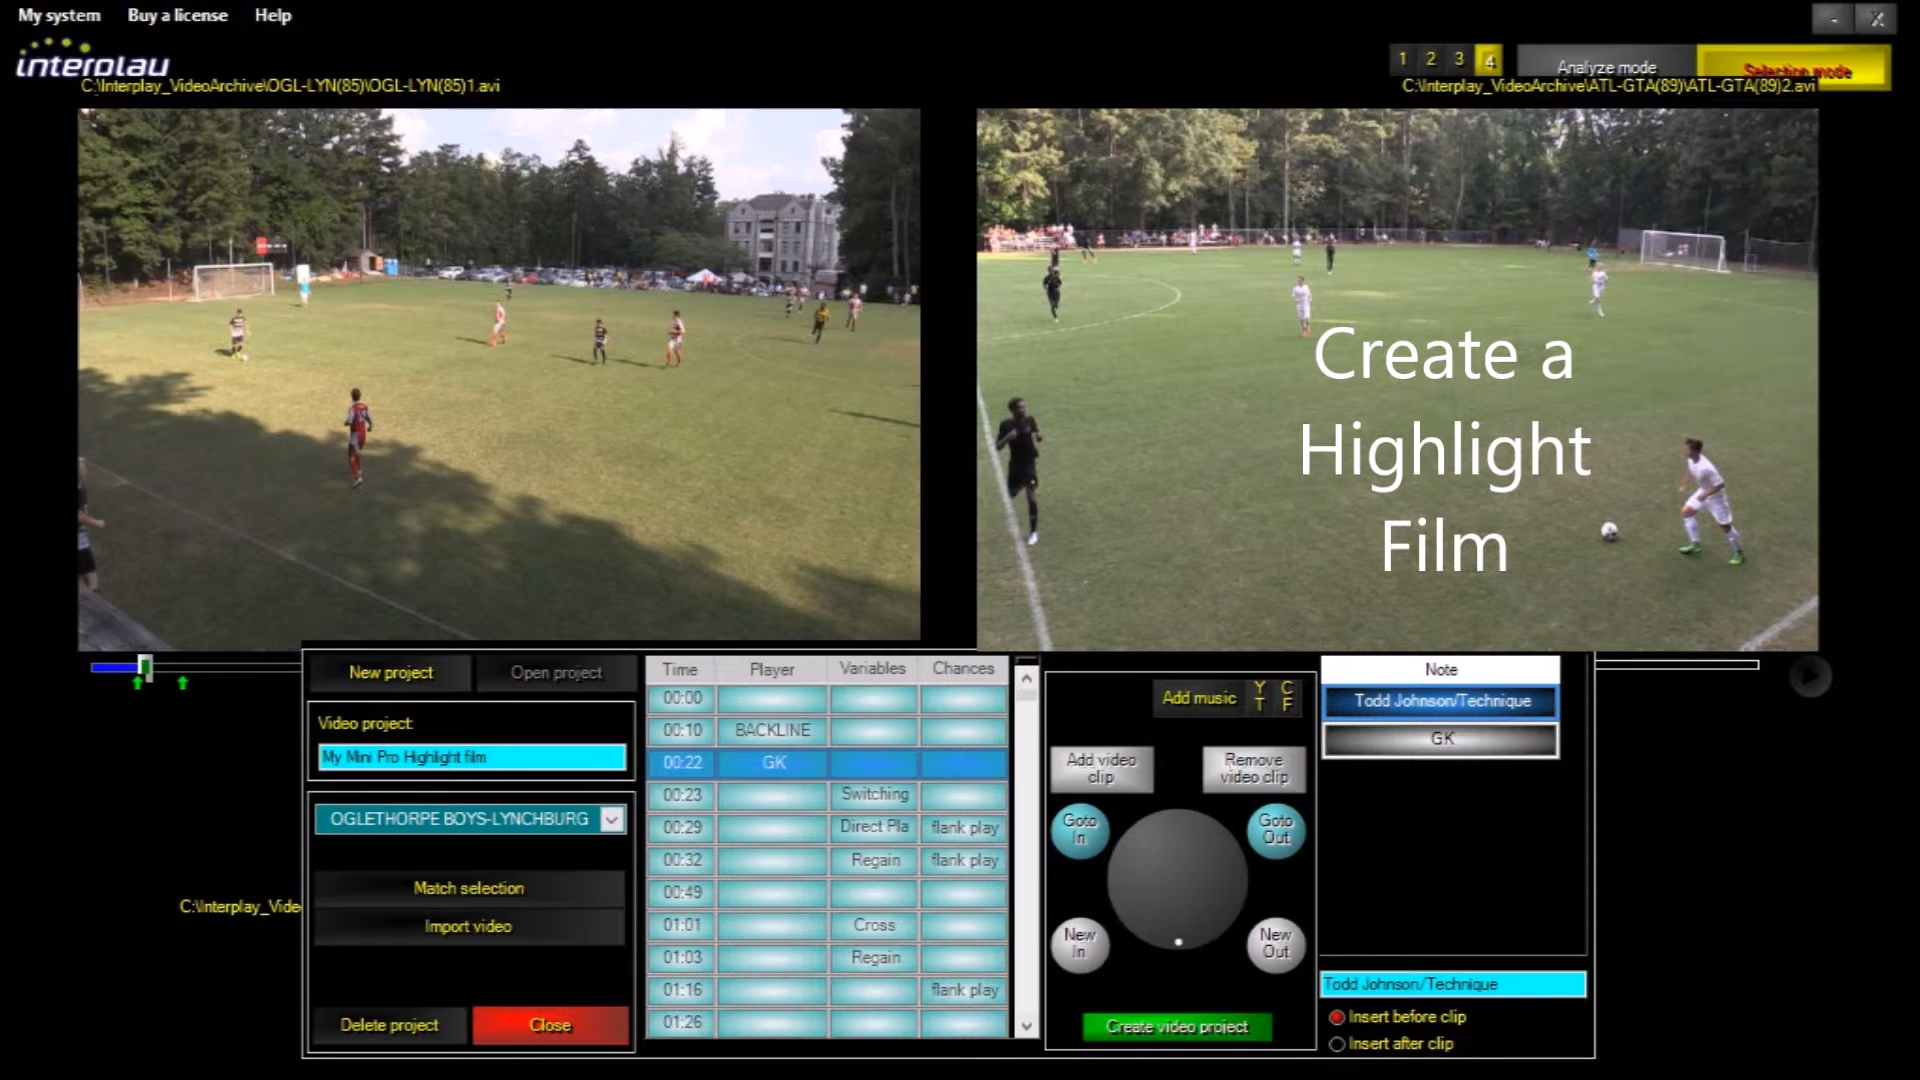 My system Buy a license Help
- X
interplay
1 2 3 4 Analyze mode Selection mode
C:\Interplay_VideoArchive\OGL-LYN(85)\OGL-LYN(85)1.avi
C:\Interplay_VideoArchive\ATL-GTA(89)\ATL-GTA(89)2.avi
Create a
Highlight
Film
New project Open project
Video project:
My Mini Pro Highlight film
OGLETHORPE BOYS-LYNCHBURG
Match selection
Import video
C:\Interplay_Vide
Delete project Close
Time Player Variables Chances
00:00
00:10 BACKLINE
00:22 GK
00:23 Switching
00:29 Direct Pla flank play
00:32 Regain flank play
00:49
01:01 Cross
01:03 Regain
01:16 flank play
01:26
Add music YT CF
Add video clip
Remove video clip
Goto In
Goto Out
New In
New Out
Create video project
Note
Todd Johnson/Technique
GK
Todd Johnson/Technique
Insert before clip
Insert after clip